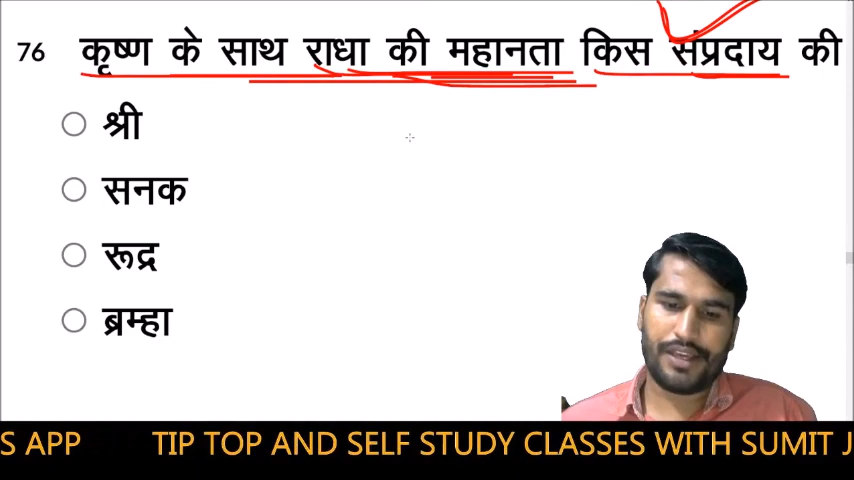 76 कृष्ण के साथ राधा की महानता किस संप्रदाय की
श्री
सनक
रूद्र
ब्रम्हा
S APP TIP TOP AND SELF STUDY CLASSES WITH SUMIT J